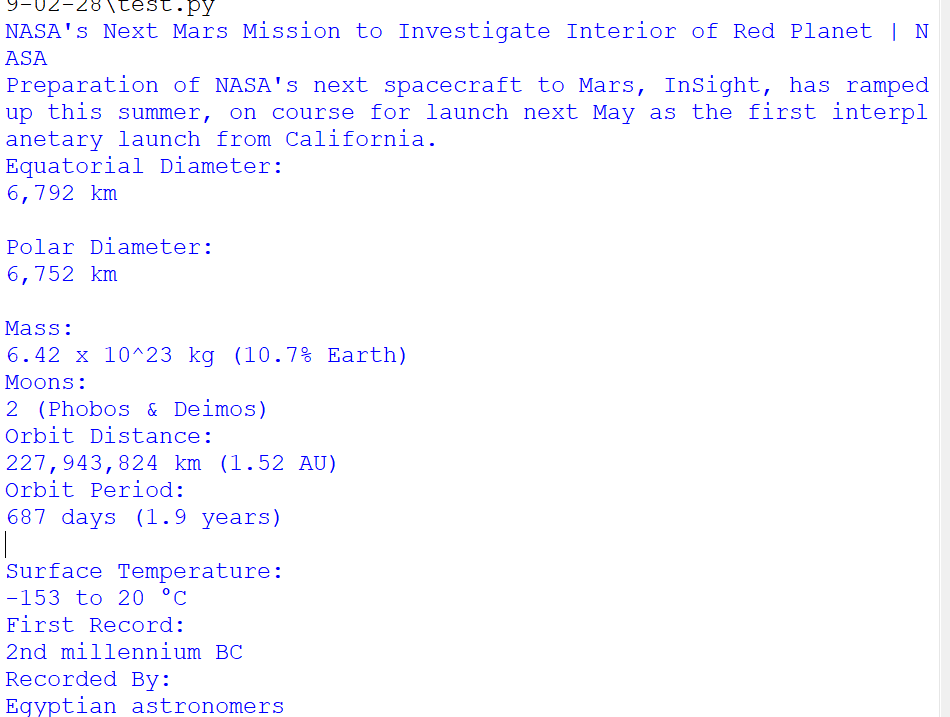 9-02-28\test.py
NASA's Next Mars Mission to Investigate Interior of Red Planet | N
ASA
Preparation of NASA's next spacecraft to Mars, InSight, has ramped
up this summer, on course for launch next May as the first interpl
anetary launch from California.
Equatorial Diameter:
6,792 km
Polar Diameter:
6,752 km
Mass:
6.42 x 10^23 kg (10.7% Earth)
Moons:
2 (Phobos & Deimos)
Orbit Distance:
227,943,824 km (1.52 AU)
Orbit Period:
687 days (1.9 years)
Surface Temperature:
-153 to 20 °C
First Record:
2nd millennium BC
Recorded By:
Egyptian astronomers